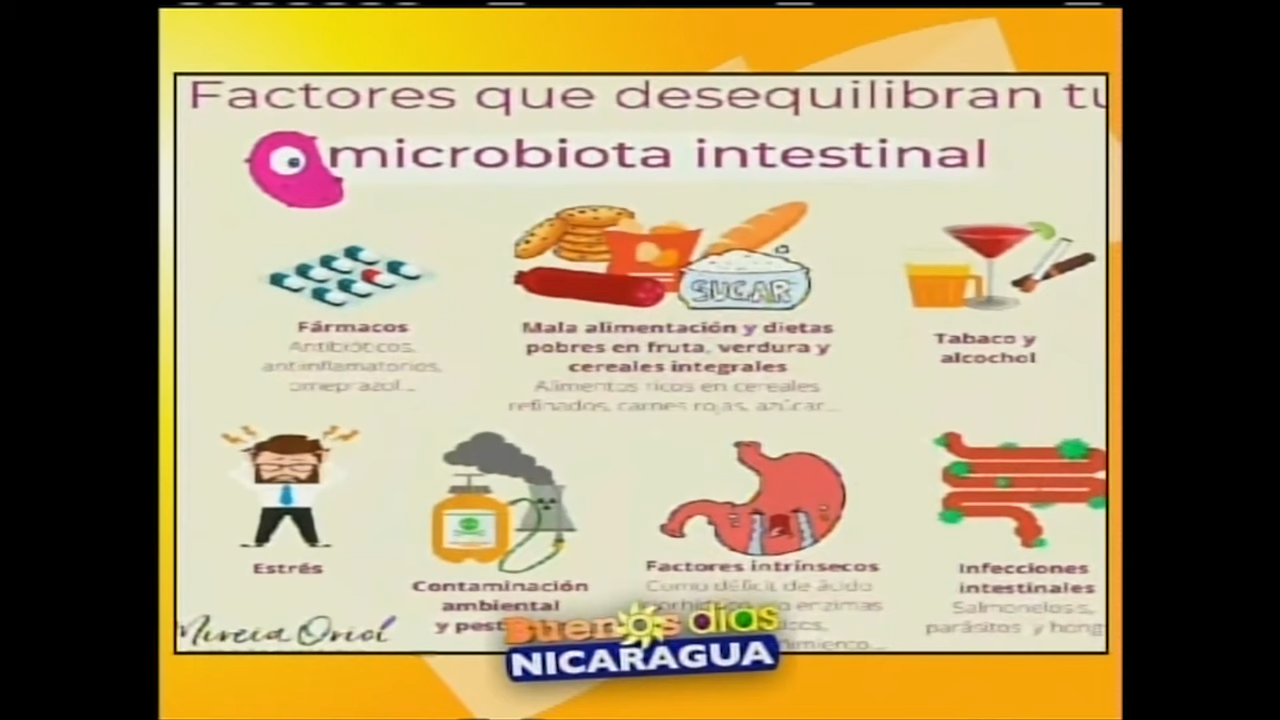 Factores que desequilibran tu
microbiota intestinal
SUGAR
Fármacos
Antibióticos,
antiinflamatorios,
omeprazol...
Mala alimentación y dietas
pobres en fruta, verdura y
cereales integrales
Alimentos ricos en cereales
refinados, carnes rojas, azúcar...
Tabaco y
alcochol
Estrés
Contaminación
ambiental
Factores intrínsecos
Como déficit de ácido
enzimas
Infecciones
intestinales
Salmonelosis,
parásitos y hong
Mireia Oriol
Buenos días
NICARAGUA